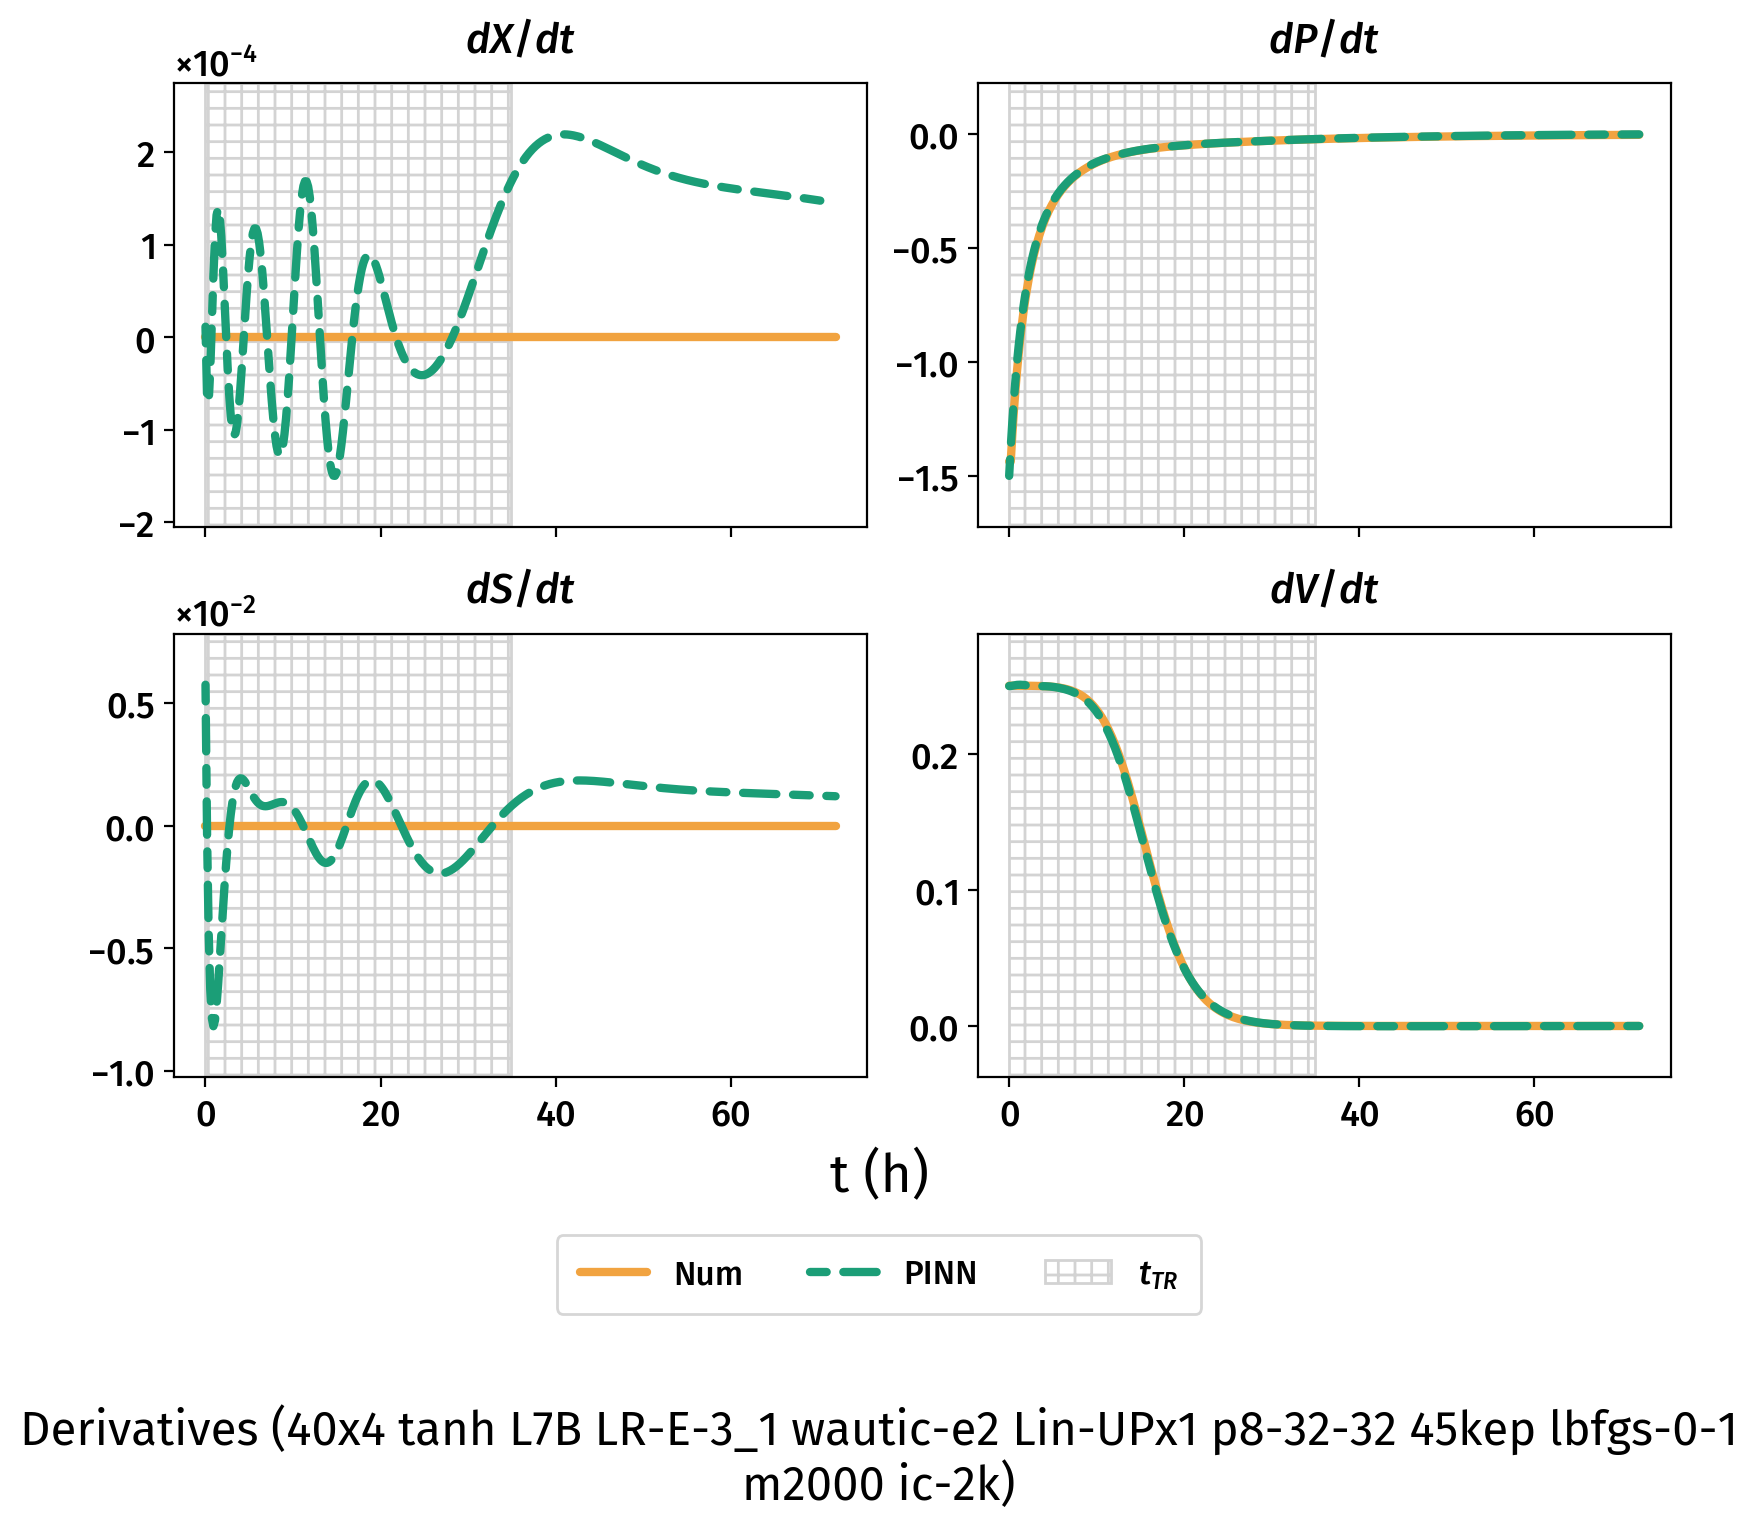 dX/dt
×10⁻⁴
2
1
0
−1
−2
dP/dt
0.0
−0.5
−1.0
−1.5
dS/dt
×10⁻²
0.5
0.0
−0.5
−1.0
0 20 40 60
dV/dt
0.2
0.1
0.0
0 20 40 60
t (h)
Num PINN t_TR
Derivatives (40x4 tanh L7B LR-E-3_1 wautic-e2 Lin-UPx1 p8-32-32 45kep lbfgs-0-1
m2000 ic-2k)